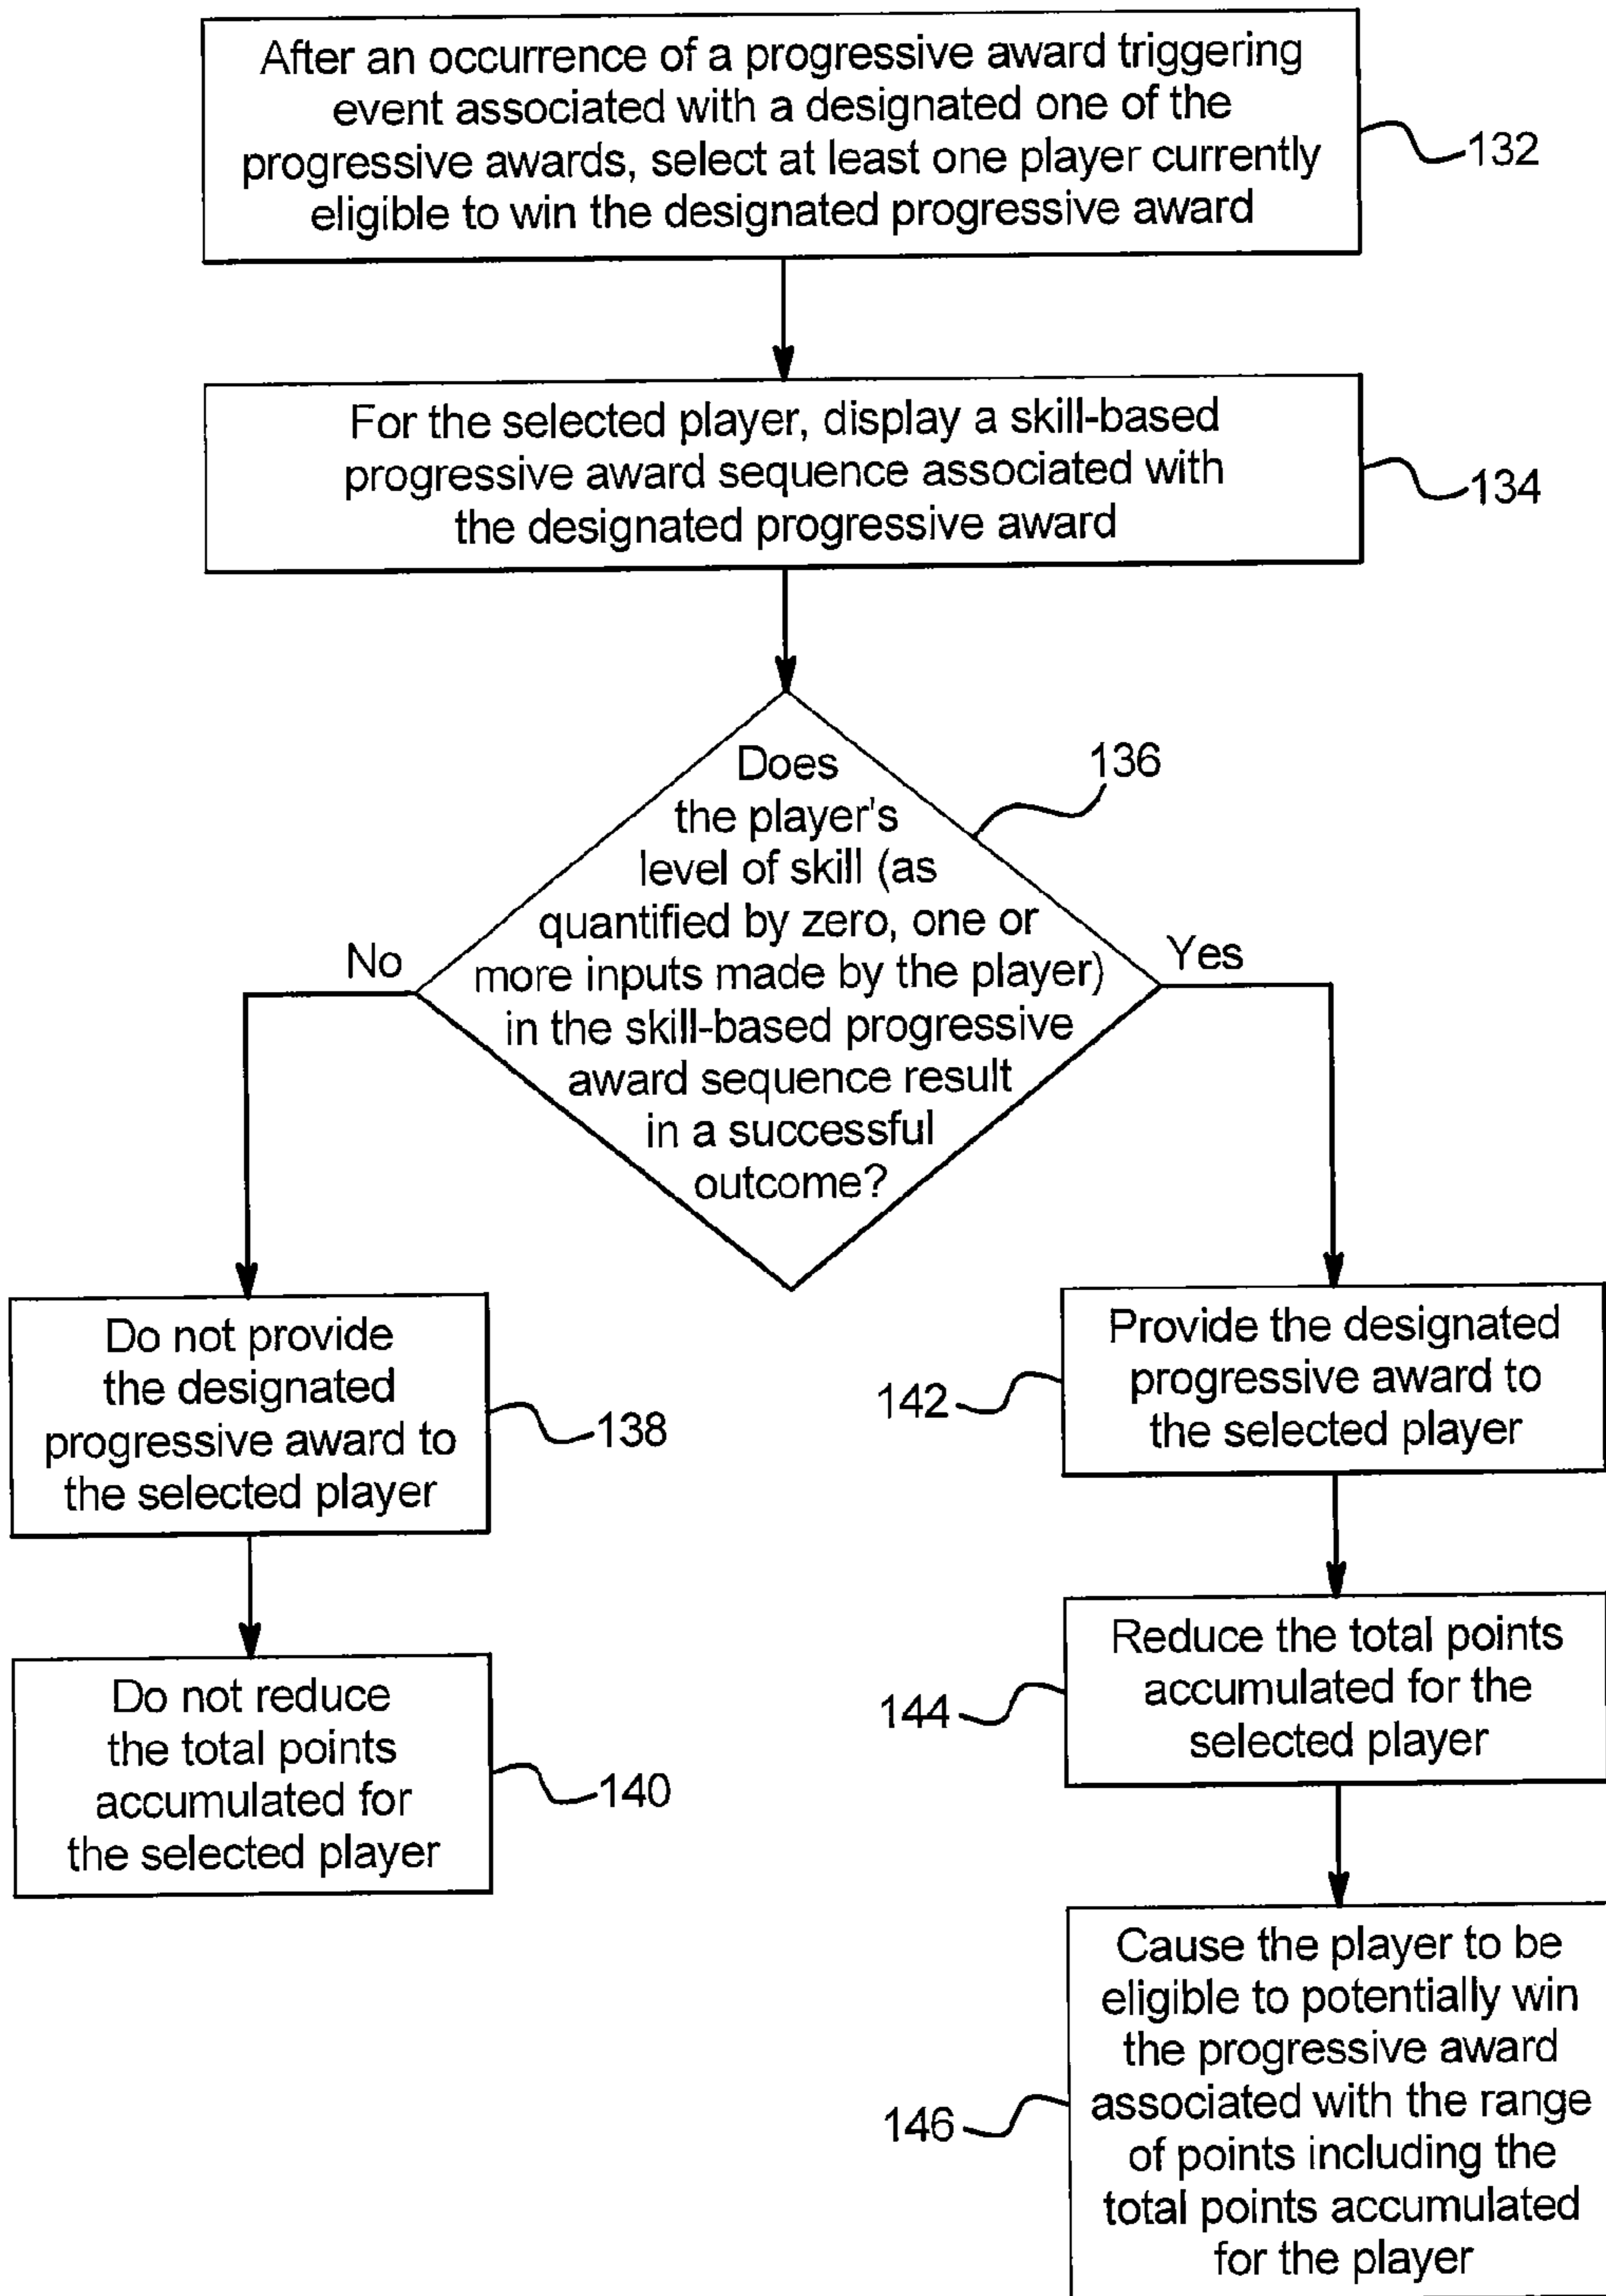 After an occurrence of a progressive award triggering
event associated with a designated one of the
progressive awards, select at least one player currently
eligible to win the designated progressive award
132
For the selected player, display a skill-based
progressive award sequence associated with
the designated progressive award
134
Does
the player's
level of skill (as
quantified by zero, one or
more inputs made by the player)
in the skill-based progressive
award sequence result
in a successful
outcome?
136
No
Yes
Do not provide
the designated
progressive award to
the selected player
138
Do not reduce
the total points
accumulated for
the selected player
140
Provide the designated
progressive award to
the selected player
142
Reduce the total points
accumulated for the
selected player
144
Cause the player to be
eligible to potentially win
the progressive award
associated with the range
of points including the
total points accumulated
for the player
146